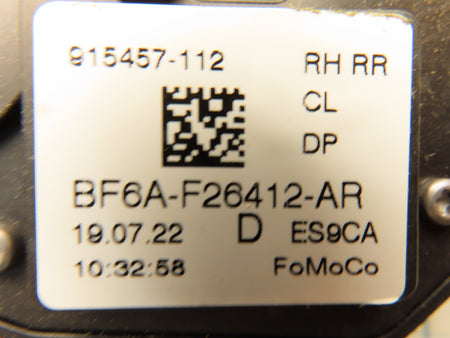 915457-112 RH RR
CL
DP
BF6A-F26412-AR
19.07.22 D ES9CA
10:32:58 FoMoCo